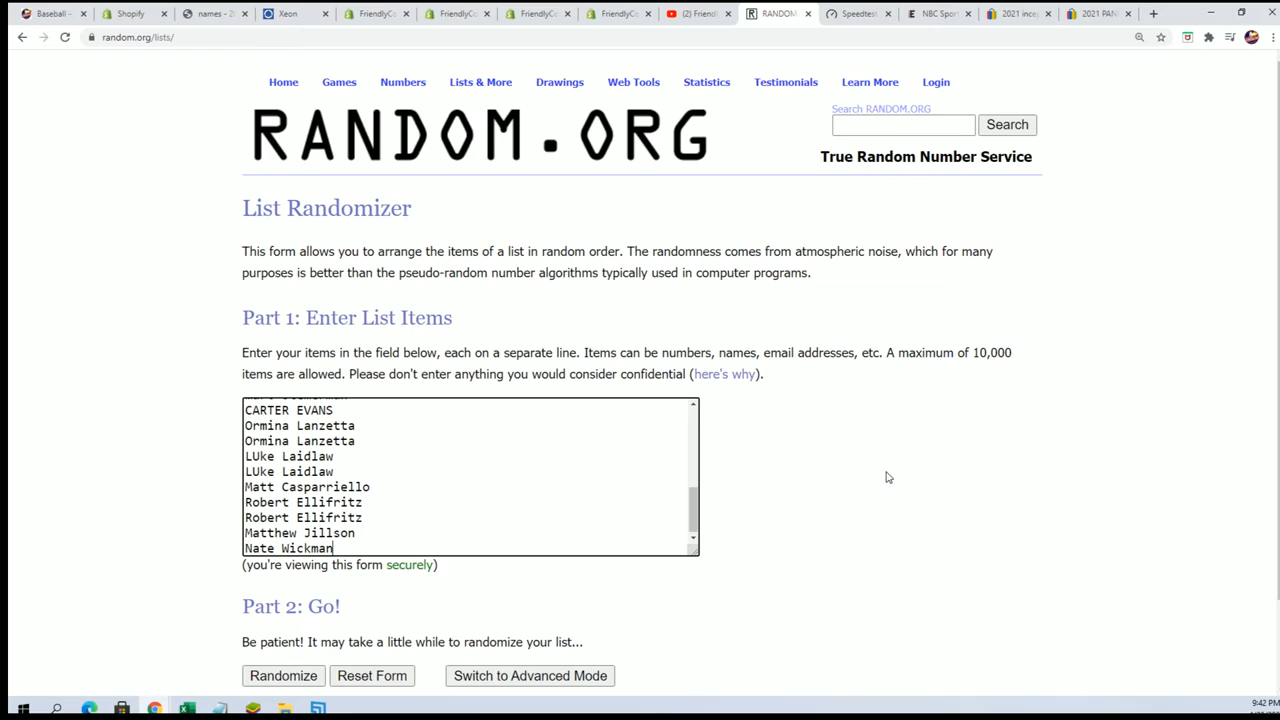 Baseball –
Shopify
names - 2
Xeon
FriendlyCo
FriendlyCo
FriendlyCo
FriendlyCo
(2) Friend
RANDOM
Speedtest
NBC Spor
2021 incep
2021 PAN
random.org/lists/
Home Games Numbers Lists & More Drawings Web Tools Statistics Testimonials Learn More Login
RANDOM.ORG
Search RANDOM.ORG
Search
True Random Number Service
List Randomizer
This form allows you to arrange the items of a list in random order. The randomness comes from atmospheric noise, which for many
purposes is better than the pseudo-random number algorithms typically used in computer programs.
Part 1: Enter List Items
Enter your items in the field below, each on a separate line. Items can be numbers, names, email addresses, etc. A maximum of 10,000
items are allowed. Please don't enter anything you would consider confidential (here's why).
CARTER EVANS
Ormina Lanzetta
Ormina Lanzetta
LUke Laidlaw
LUke Laidlaw
Matt Casparriello
Robert Ellifritz
Robert Ellifritz
Matthew Jillson
Nate Wickman
(you're viewing this form securely)
Part 2: Go!
Be patient! It may take a little while to randomize your list...
Randomize Reset Form Switch to Advanced Mode
9:42 PM